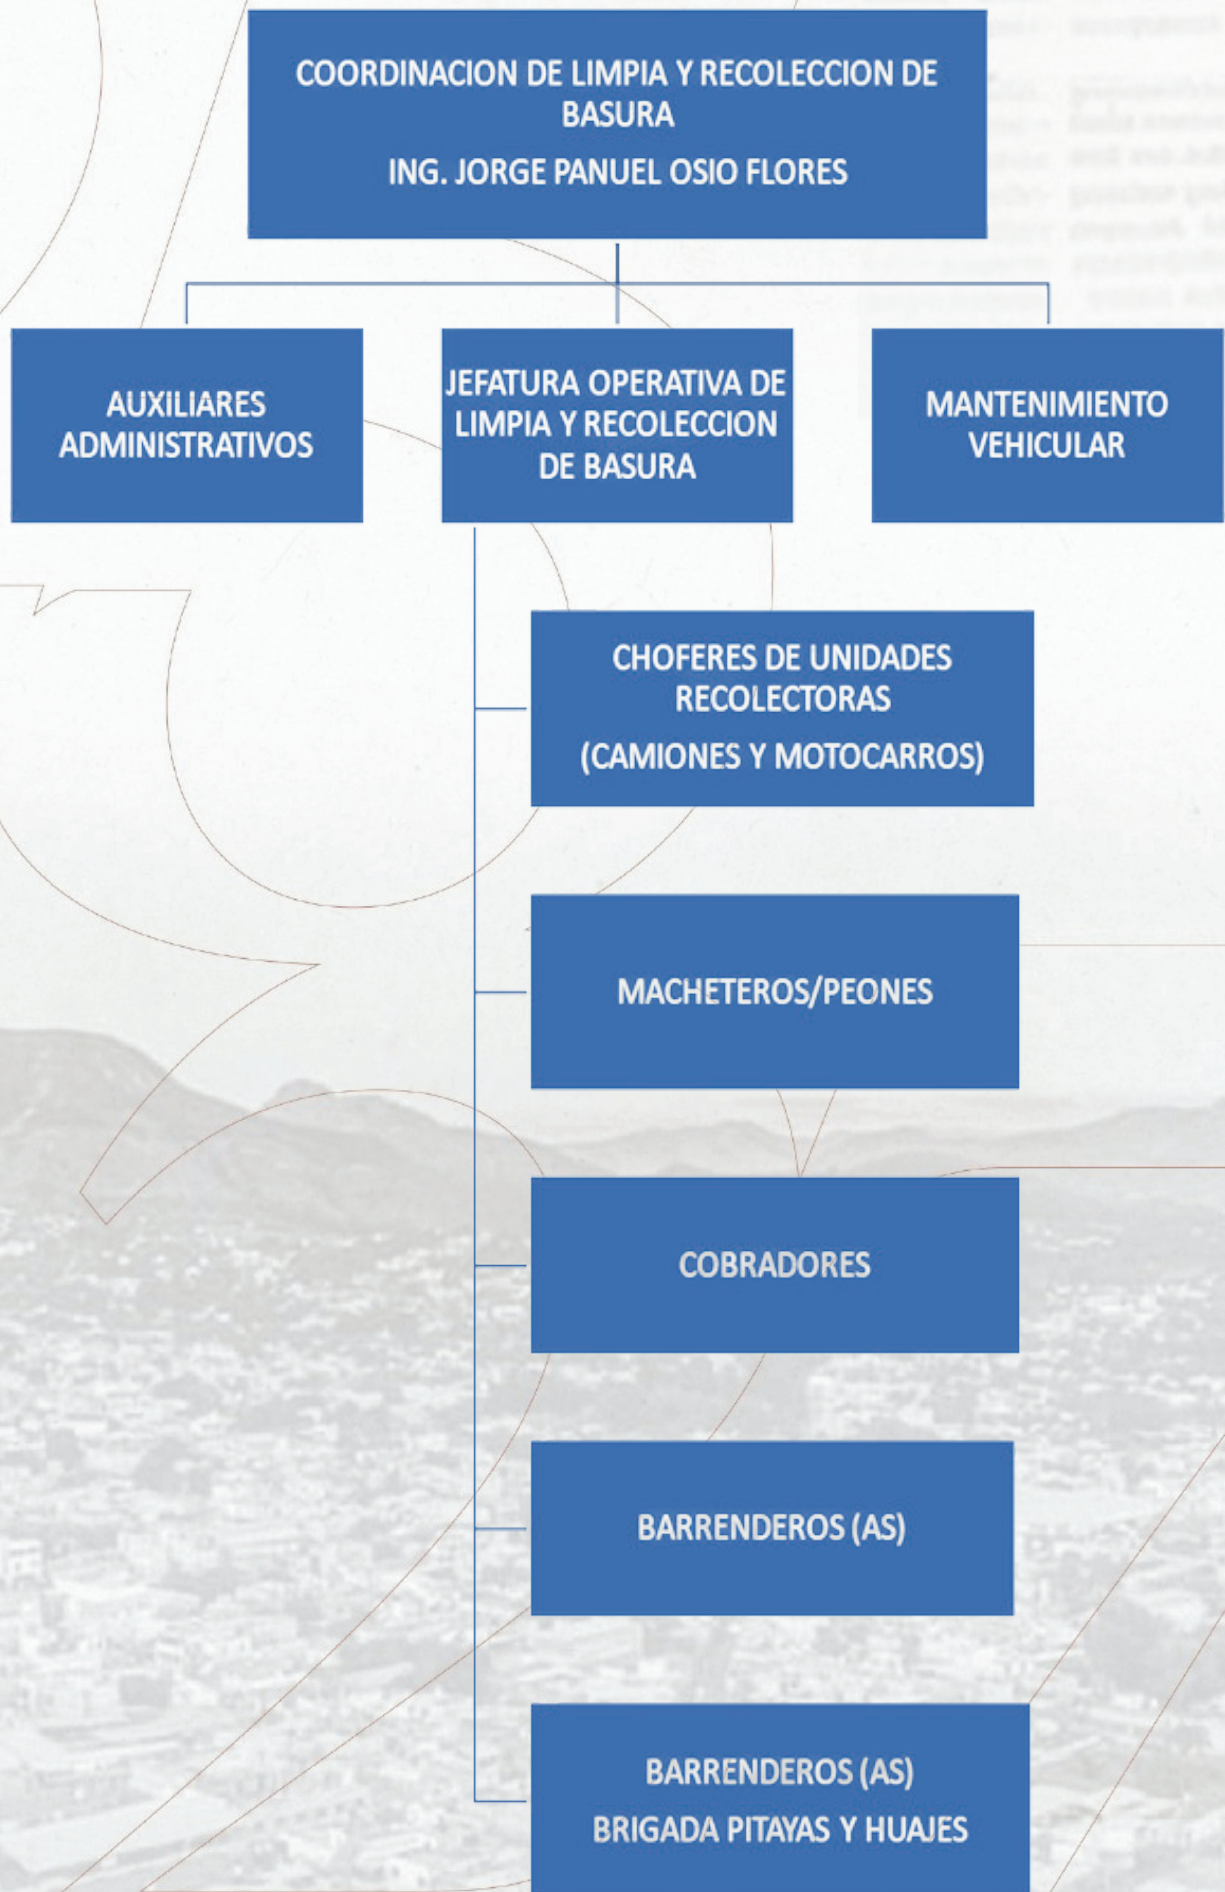 COORDINACION DE LIMPIA Y RECOLECCION DE
BASURA
ING. JORGE PANUEL OSIO FLORES
AUXILIARES
ADMINISTRATIVOS
JEFATURA OPERATIVA DE
LIMPIA Y RECOLECCION
DE BASURA
MANTENIMIENTO
VEHICULAR
CHOFERES DE UNIDADES
RECOLECTORAS
(CAMIONES Y MOTOCARROS)
MACHETEROS/PEONES
COBRADORES
BARRENDEROS (AS)
BARRENDEROS (AS)
BRIGADA PITAYAS Y HUAJES